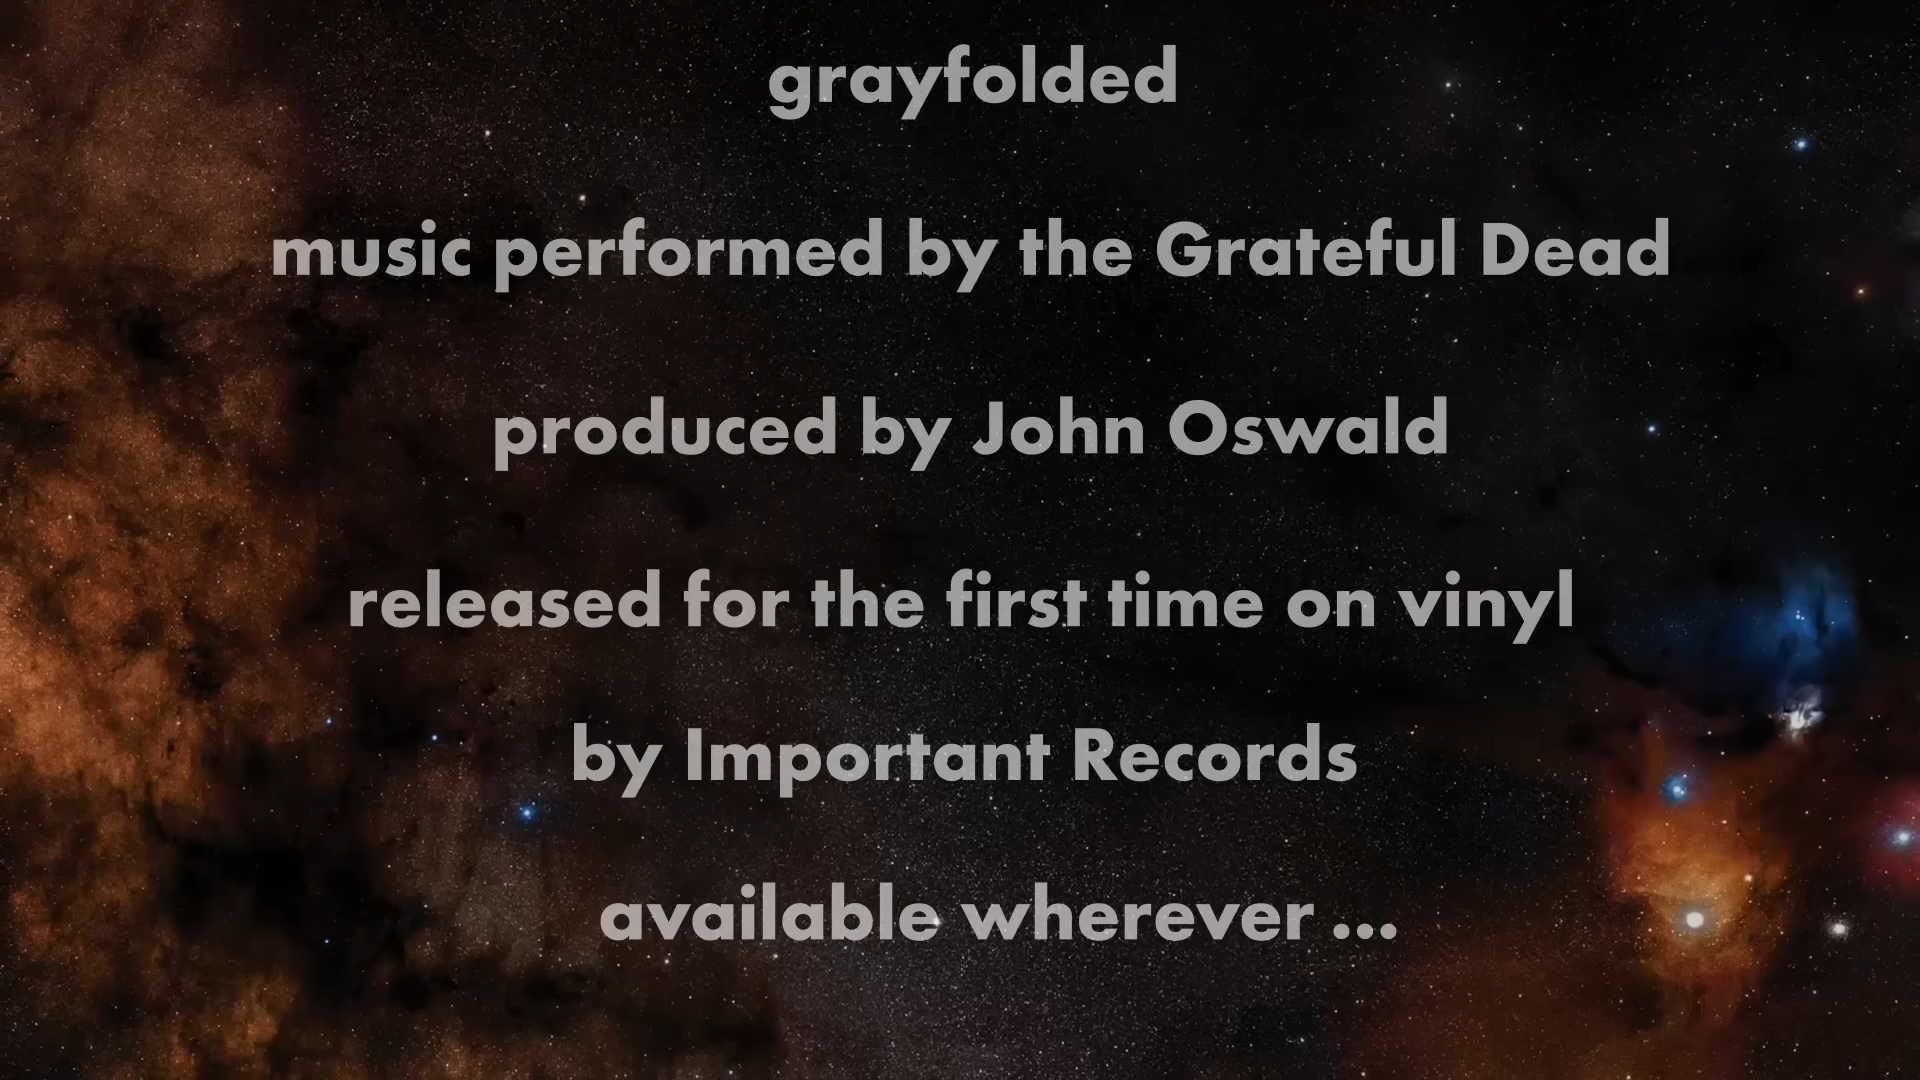 grayfolded
music performed by the Grateful Dead
produced by John Oswald
released for the first time on vinyl
by Important Records
available wherever ...